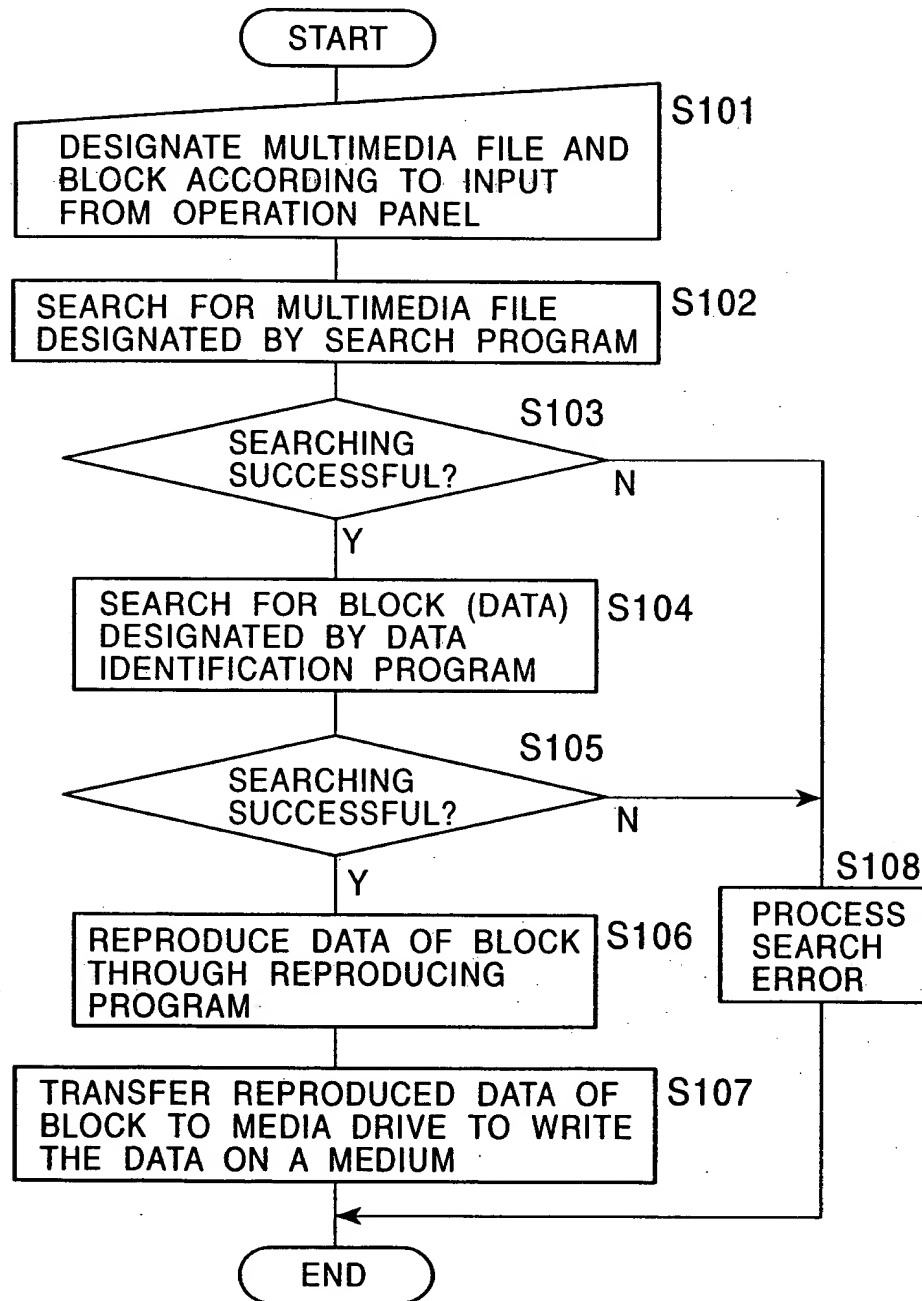 START
S101
DESIGNATE MULTIMEDIA FILE AND
BLOCK ACCORDING TO INPUT
FROM OPERATION PANEL
SEARCH FOR MULTIMEDIA FILE
DESIGNATED BY SEARCH PROGRAM
S102
S103
SEARCHING
SUCCESSFUL?
N
Y
SEARCH FOR BLOCK (DATA)
DESIGNATED BY DATA
IDENTIFICATION PROGRAM
S104
S105
SEARCHING
SUCCESSFUL?
N
Y
S108
PROCESS
SEARCH
ERROR
REPRODUCE DATA OF BLOCK
THROUGH REPRODUCING
PROGRAM
S106
TRANSFER REPRODUCED DATA OF
BLOCK TO MEDIA DRIVE TO WRITE
THE DATA ON A MEDIUM
S107
END